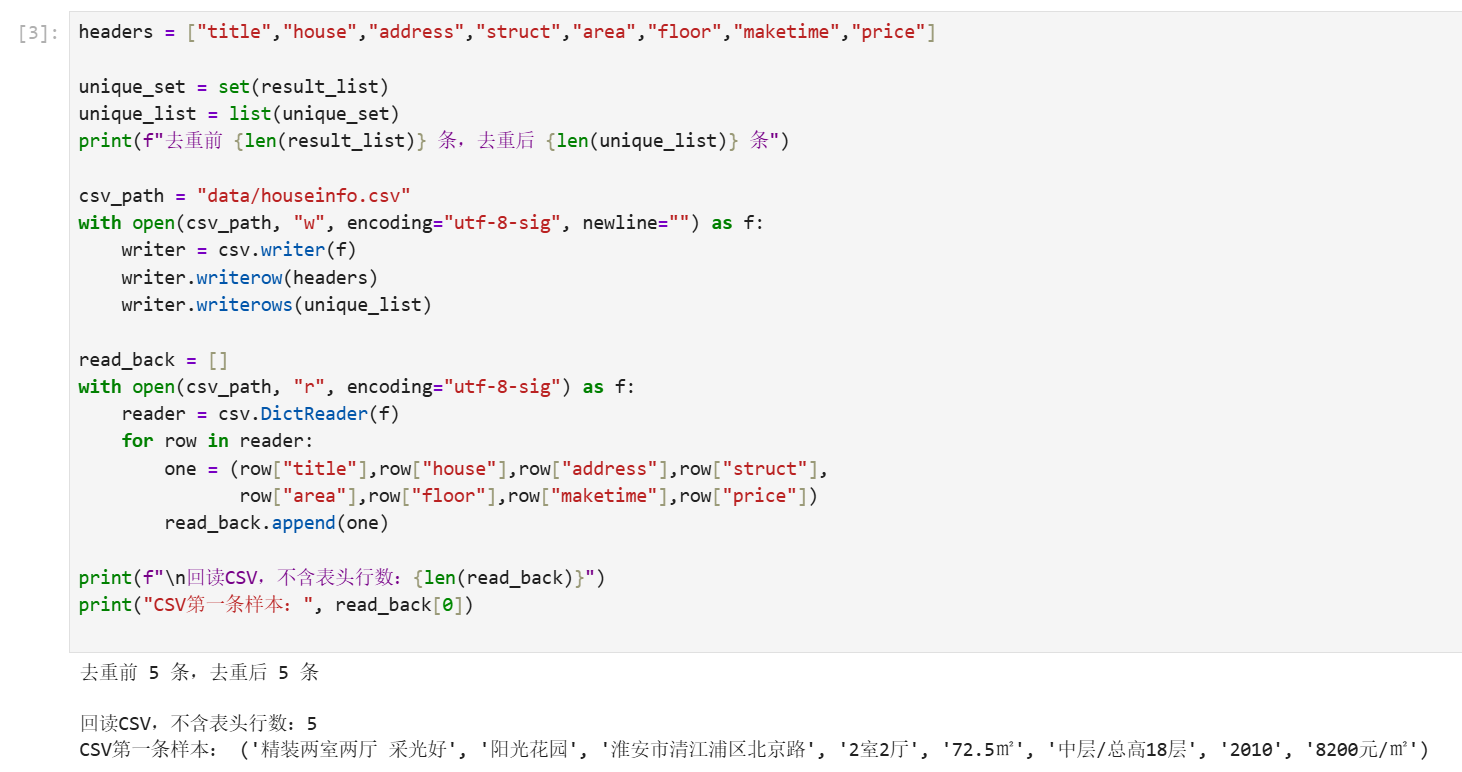 [3]: headers = ["title","house","address","struct","area","floor","maketime","price"]
unique_set = set(result_list)
unique_list = list(unique_set)
print(f"去重前 {len(result_list)} 条，去重后 {len(unique_list)} 条")
csv_path = "data/houseinfo.csv"
with open(csv_path, "w", encoding="utf-8-sig", newline="") as f:
    writer = csv.writer(f)
    writer.writerow(headers)
    writer.writerows(unique_list)
read_back = []
with open(csv_path, "r", encoding="utf-8-sig") as f:
    reader = csv.DictReader(f)
    for row in reader:
        one = (row["title"],row["house"],row["address"],row["struct"],
               row["area"],row["floor"],row["maketime"],row["price"])
        read_back.append(one)
print(f"\n回读CSV，不含表头行数：{len(read_back)}")
print("CSV第一条样本：", read_back[0])
去重前 5 条，去重后 5 条
回读CSV，不含表头行数：5
CSV第一条样本： ('精装两室两厅 采光好', '阳光花园', '淮安市清江浦区北京路', '2室2厅', '72.5㎡', '中层/总高18层', '2010', '8200元/㎡')